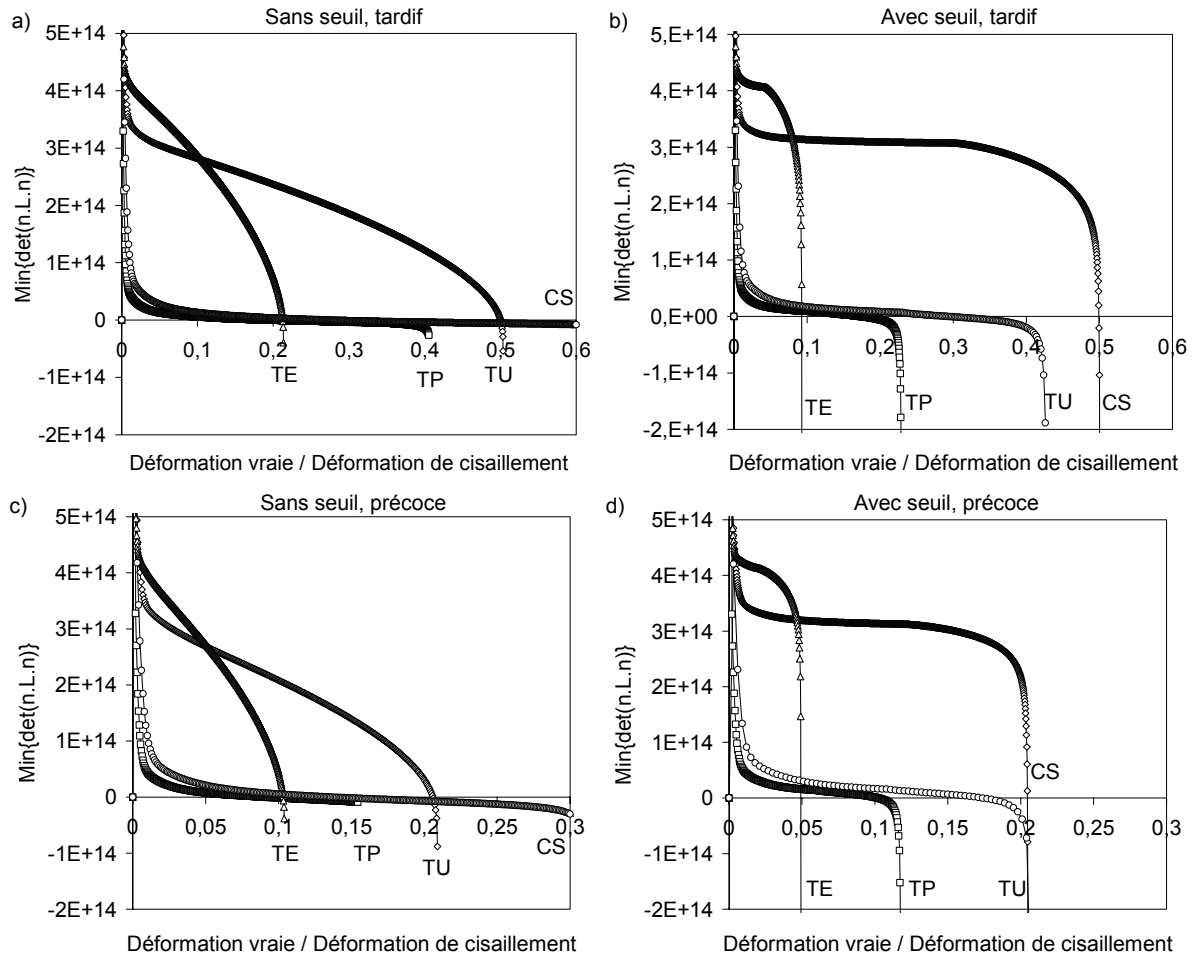 a)
Sans seuil, tardif
5E+14
4E+14
3E+14
2E+14
1E+14
0
-1E+14
-2E+14
Min{det(n.L.n)}
0 0,1 0,2 0,3 0,4 0,5 0,6
TE
TP
TU
CS
Déformation vraie / Déformation de cisaillement
b)
Avec seuil, tardif
5,E+14
4,E+14
3,E+14
2,E+14
1,E+14
0,E+00
-1,E+14
-2,E+14
Min{det(n.L.n)}
0 0,1 0,2 0,3 0,4 0,5 0,6
TE
TP
TU
CS
Déformation vraie / Déformation de cisaillement
c)
Sans seuil, précoce
5E+14
4E+14
3E+14
2E+14
1E+14
0
-1E+14
-2E+14
Min{det(n.L.n)}
0 0,05 0,1 0,15 0,2 0,25 0,3
TE
TP
TU
CS
Déformation vraie / Déformation de cisaillement
d)
Avec seuil, précoce
5E+14
4E+14
3E+14
2E+14
1E+14
0
-1E+14
-2E+14
Min{det(n.L.n)}
0 0,05 0,1 0,15 0,2 0,25 0,3
TE
TP
TU
CS
Déformation vraie / Déformation de cisaillement